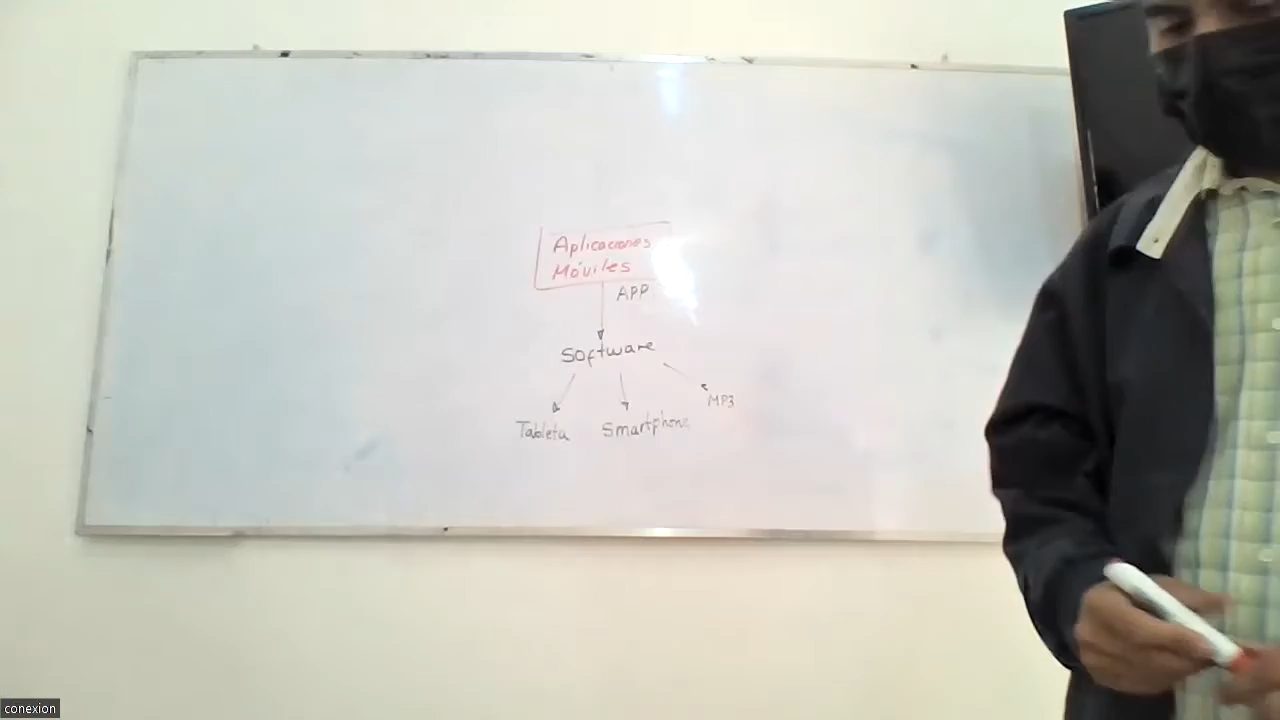 Aplicaciones
Móviles
APP
Software
MP3
Tableta Smartphone
conexion